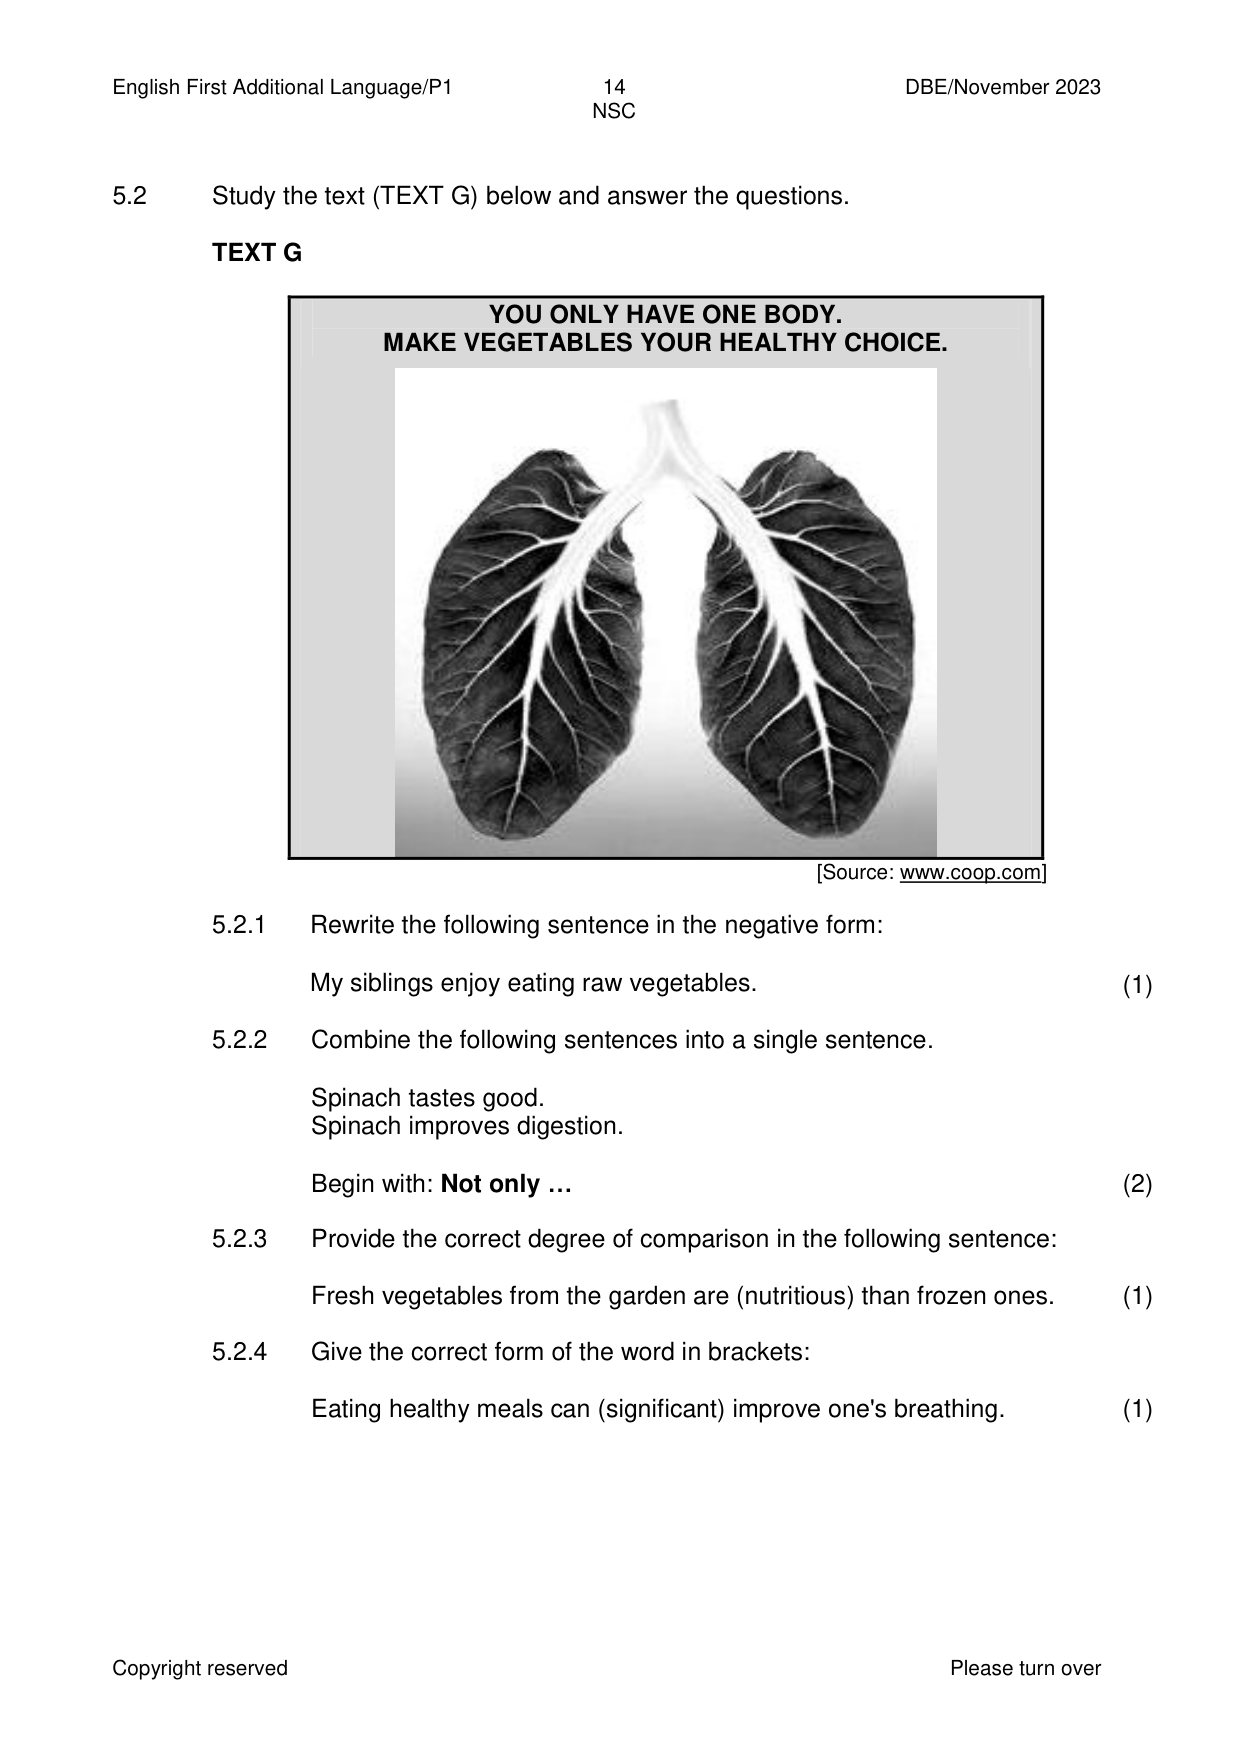 English First Additional Language/P1 14 DBE/November 2023
NSC
5.2 Study the text (TEXT G) below and answer the questions.
TEXT G
YOU ONLY HAVE ONE BODY.
MAKE VEGETABLES YOUR HEALTHY CHOICE.
[Source: www.coop.com]
5.2.1 Rewrite the following sentence in the negative form:
My siblings enjoy eating raw vegetables. (1)
5.2.2 Combine the following sentences into a single sentence.
Spinach tastes good.
Spinach improves digestion.
Begin with: Not only … (2)
5.2.3 Provide the correct degree of comparison in the following sentence:
Fresh vegetables from the garden are (nutritious) than frozen ones. (1)
5.2.4 Give the correct form of the word in brackets:
Eating healthy meals can (significant) improve one's breathing. (1)
Copyright reserved Please turn over